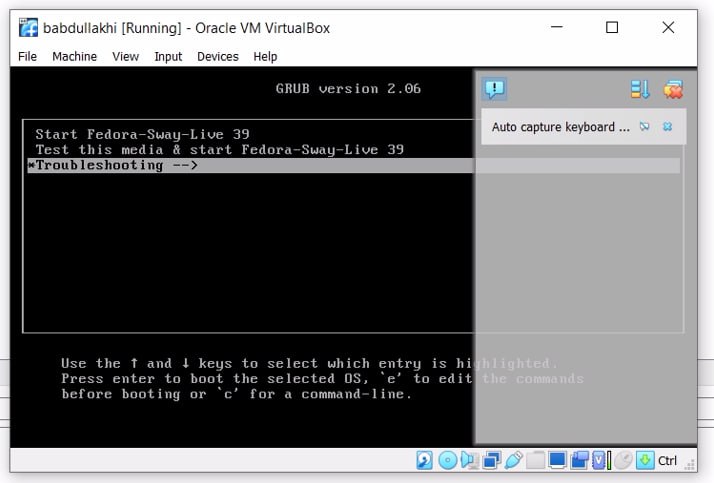 babdullakhi [Running] - Oracle VM VirtualBox
File Machine View Input Devices Help
GRUB version 2.06
Auto capture keyboard ...
Start Fedora-Sway-Live 39
Test this media & start Fedora-Sway-Live 39
*Troubleshooting -->
Use the ↑ and ↓ keys to select which entry is highlighted.
Press enter to boot the selected OS, `e' to edit the commands
before booting or `c' for a command-line.
Ctrl